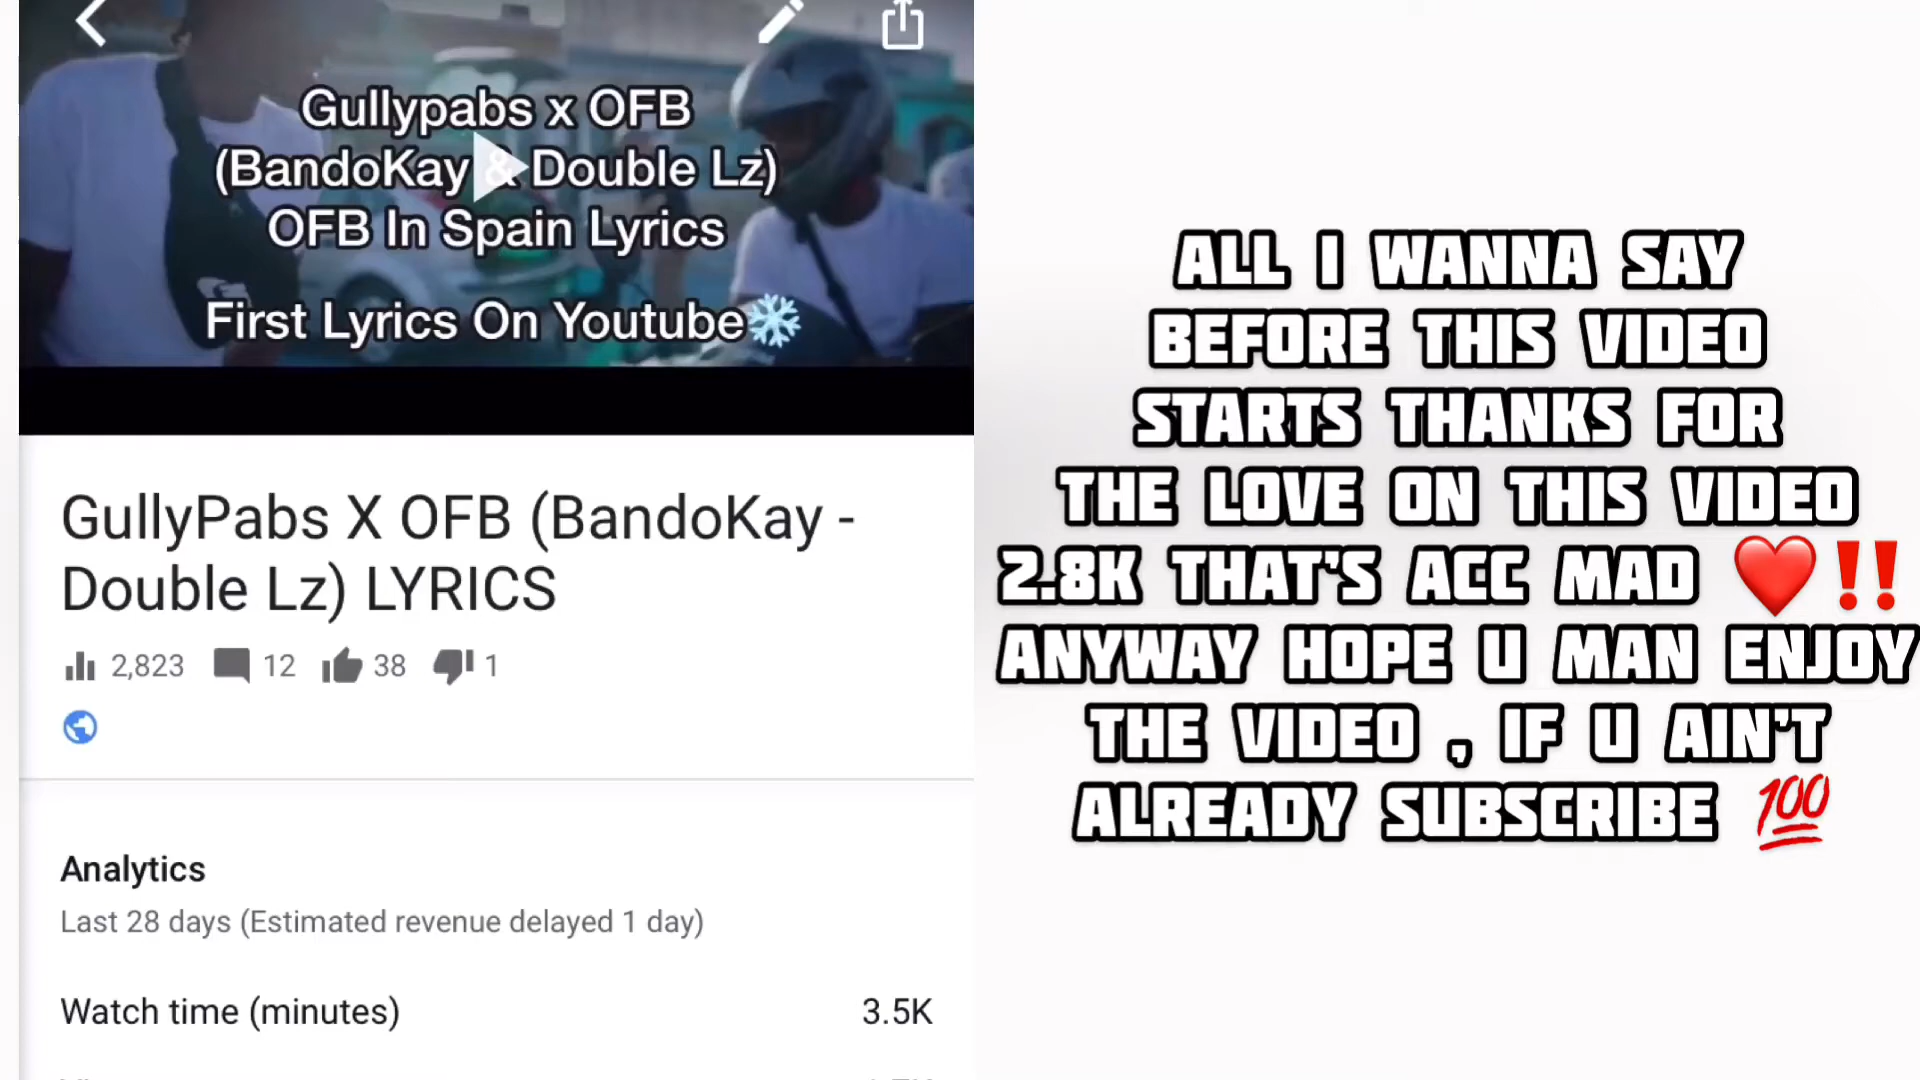 Gullypabs x OFB
(BandoKay & Double Lz)
OFB In Spain Lyrics
First Lyrics On Youtube❄️
GullyPabs X OFB (BandoKay -
Double Lz) LYRICS
2,823 12 38 1
Analytics
Last 28 days (Estimated revenue delayed 1 day)
Watch time (minutes) 3.5K
ALL I WANNA SAY
BEFORE THIS VIDEO
STARTS THANKS FOR
THE LOVE ON THIS VIDEO
2.8K THAT'S ACC MAD ❤️‼️
ANYWAY HOPE U MAN ENJOY
THE VIDEO , IF U AIN'T
ALREADY SUBSCRIBE 💯